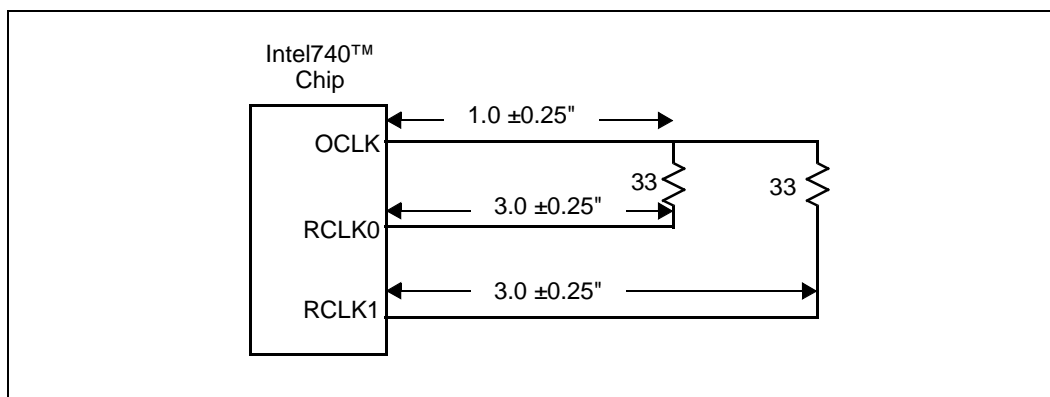 Intel740™
Chip
1.0 ±0.25"
OCLK
33
33
3.0 ±0.25"
RCLK0
3.0 ±0.25"
RCLK1